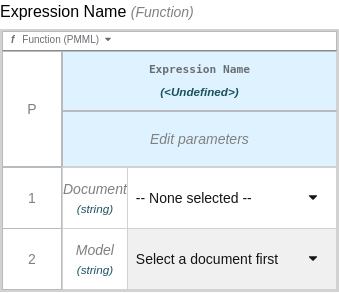 Expression Name (Function)
f Function (PMML)
P
Expression Name
(<Undefined>)
Edit parameters
1
Document
(string)
-- None selected --
2
Model
(string)
Select a document first